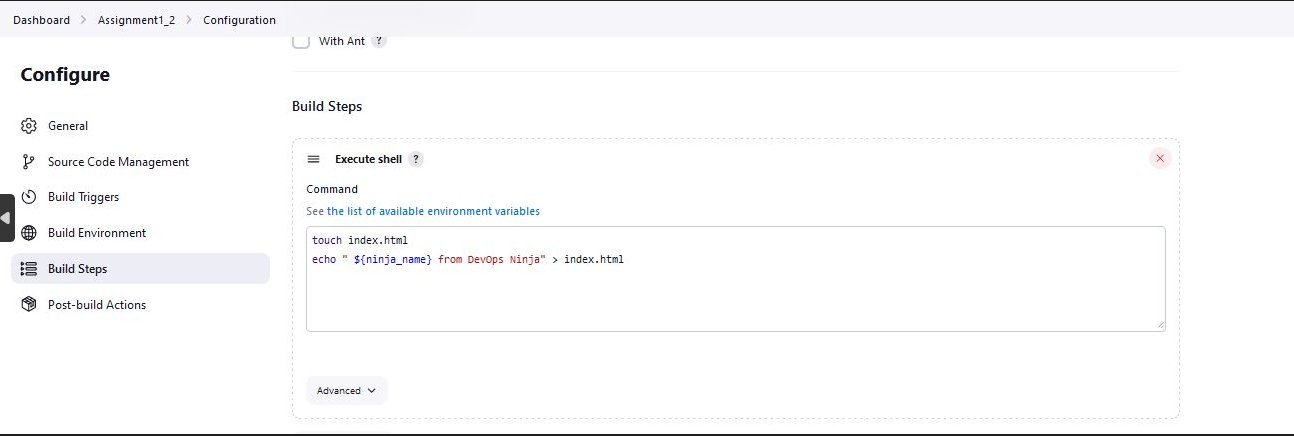 Dashboard > Assignment1_2 > Configuration
With Ant ?
Configure
General
Source Code Management
Build Triggers
Build Environment
Build Steps
Post-build Actions
Build Steps
Execute shell ?
Command
See the list of available environment variables
touch index.html
echo " ${ninja_name} from DevOps Ninja" > index.html
Advanced